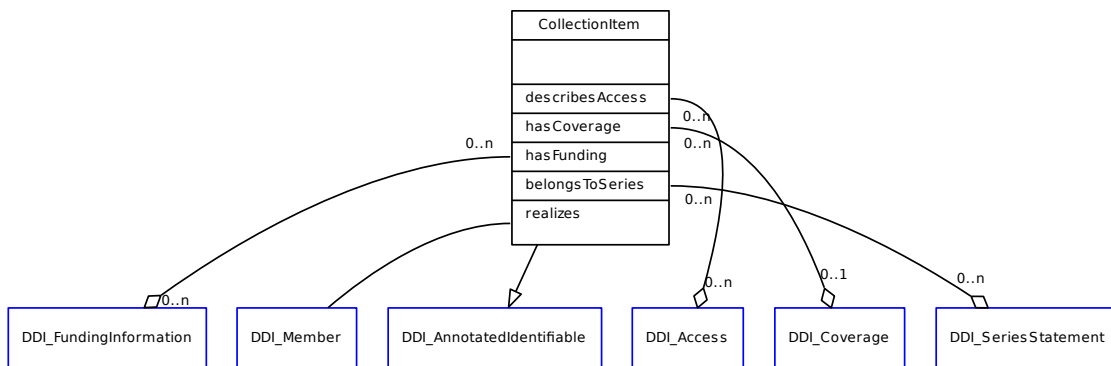 CollectionItem
describesAccess
hasCoverage
hasFunding
belongsToSeries
realizes
0..n
0..n
0..n
0..n
0..n
0..n
0..1
0..n
DDI_FundingInformation
DDI_Member
DDI_AnnotatedIdentifiable
DDI_Access
DDI_Coverage
DDI_SeriesStatement